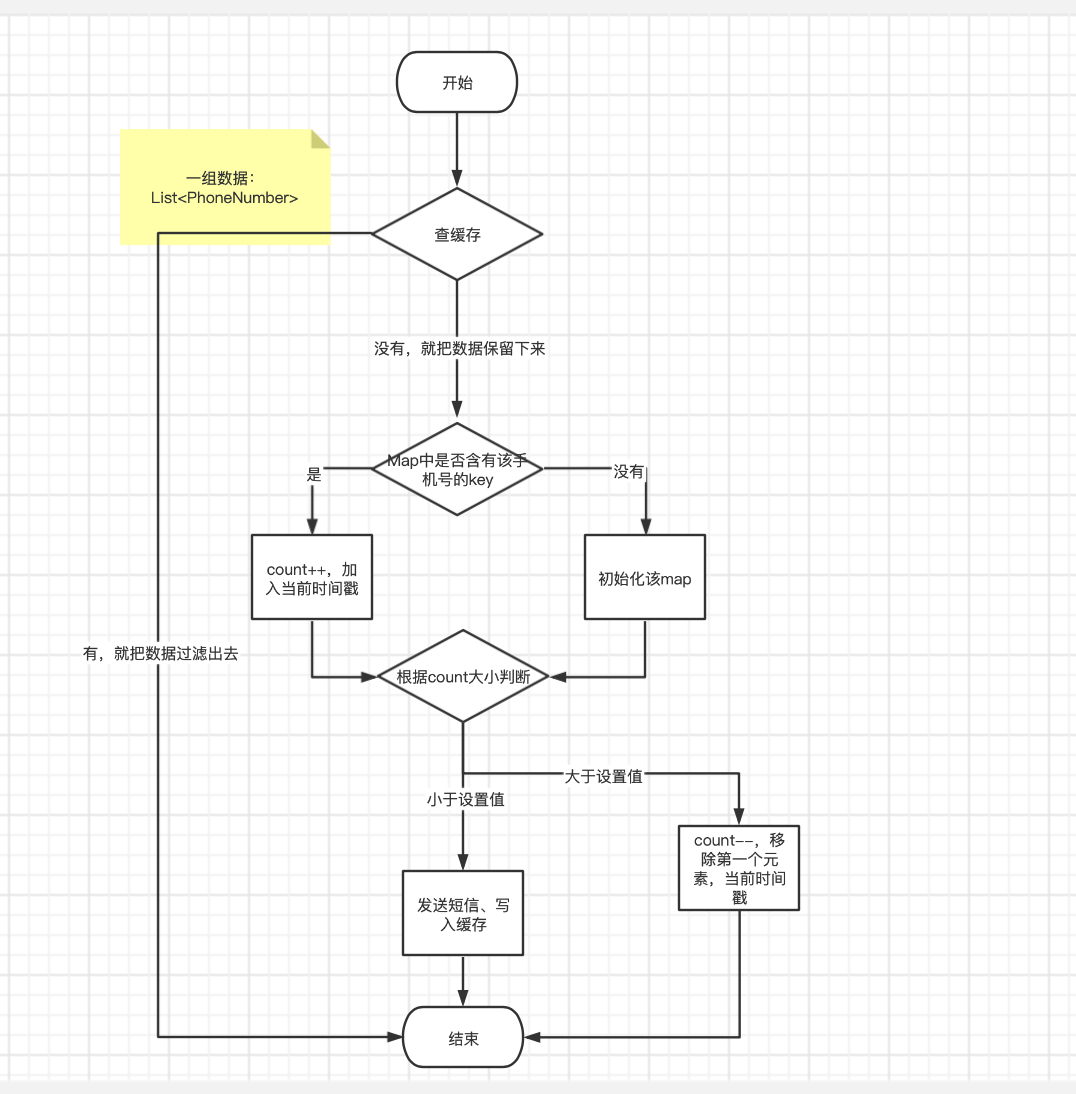 开始
一组数据：
List<PhoneNumber>
查缓存
没有，就把数据保留下来
Map中是否含有该手
机号的key
是
没有
count++，加
入当前时间戳
初始化该map
有，就把数据过滤出去
根据count大小判断
大于设置值
小于设置值
count--，移
除第一个元
素，当前时间
戳
发送短信、写
入缓存
结束